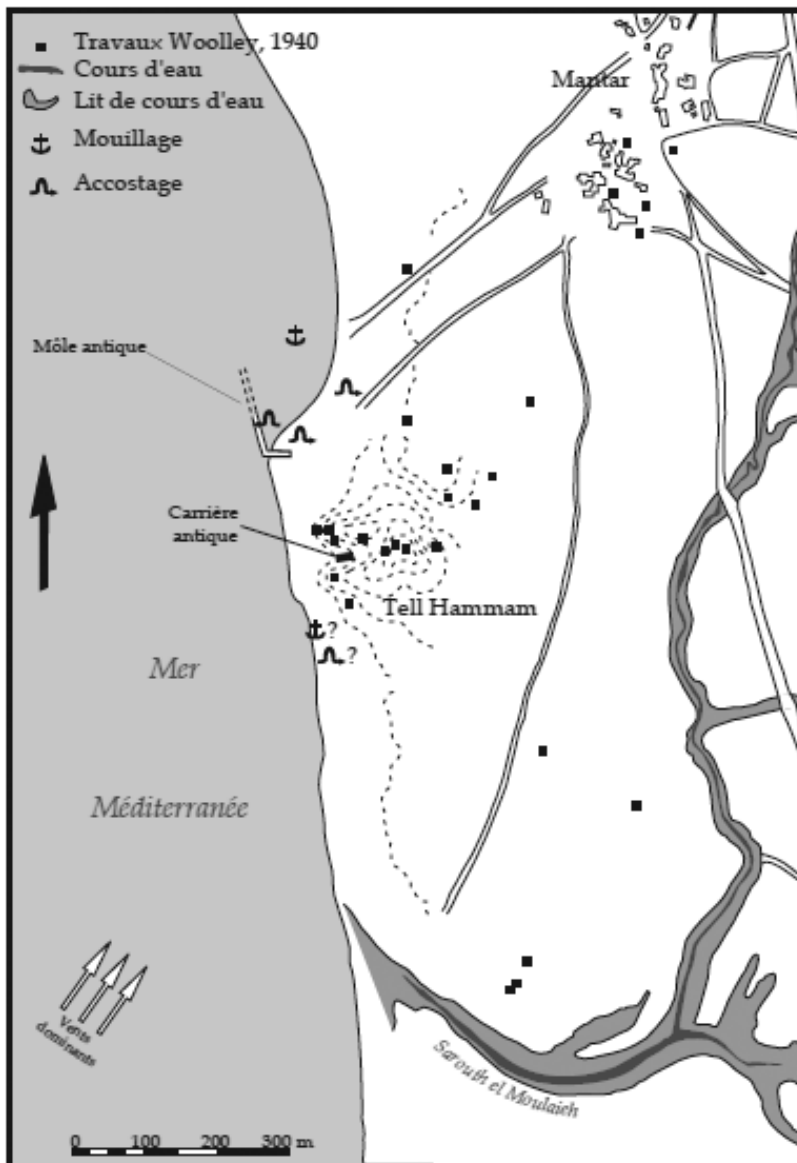 Travaux Woolley, 1940
Cours d'eau
Lit de cours d'eau
Mouillage
Accostage
Mantar
Môle antique
Carrière
antique
Tell Hammam
?
?
Mer
Méditerranée
Vents
dominants
Sarouth el Moulaieh
0 100 200 300 m